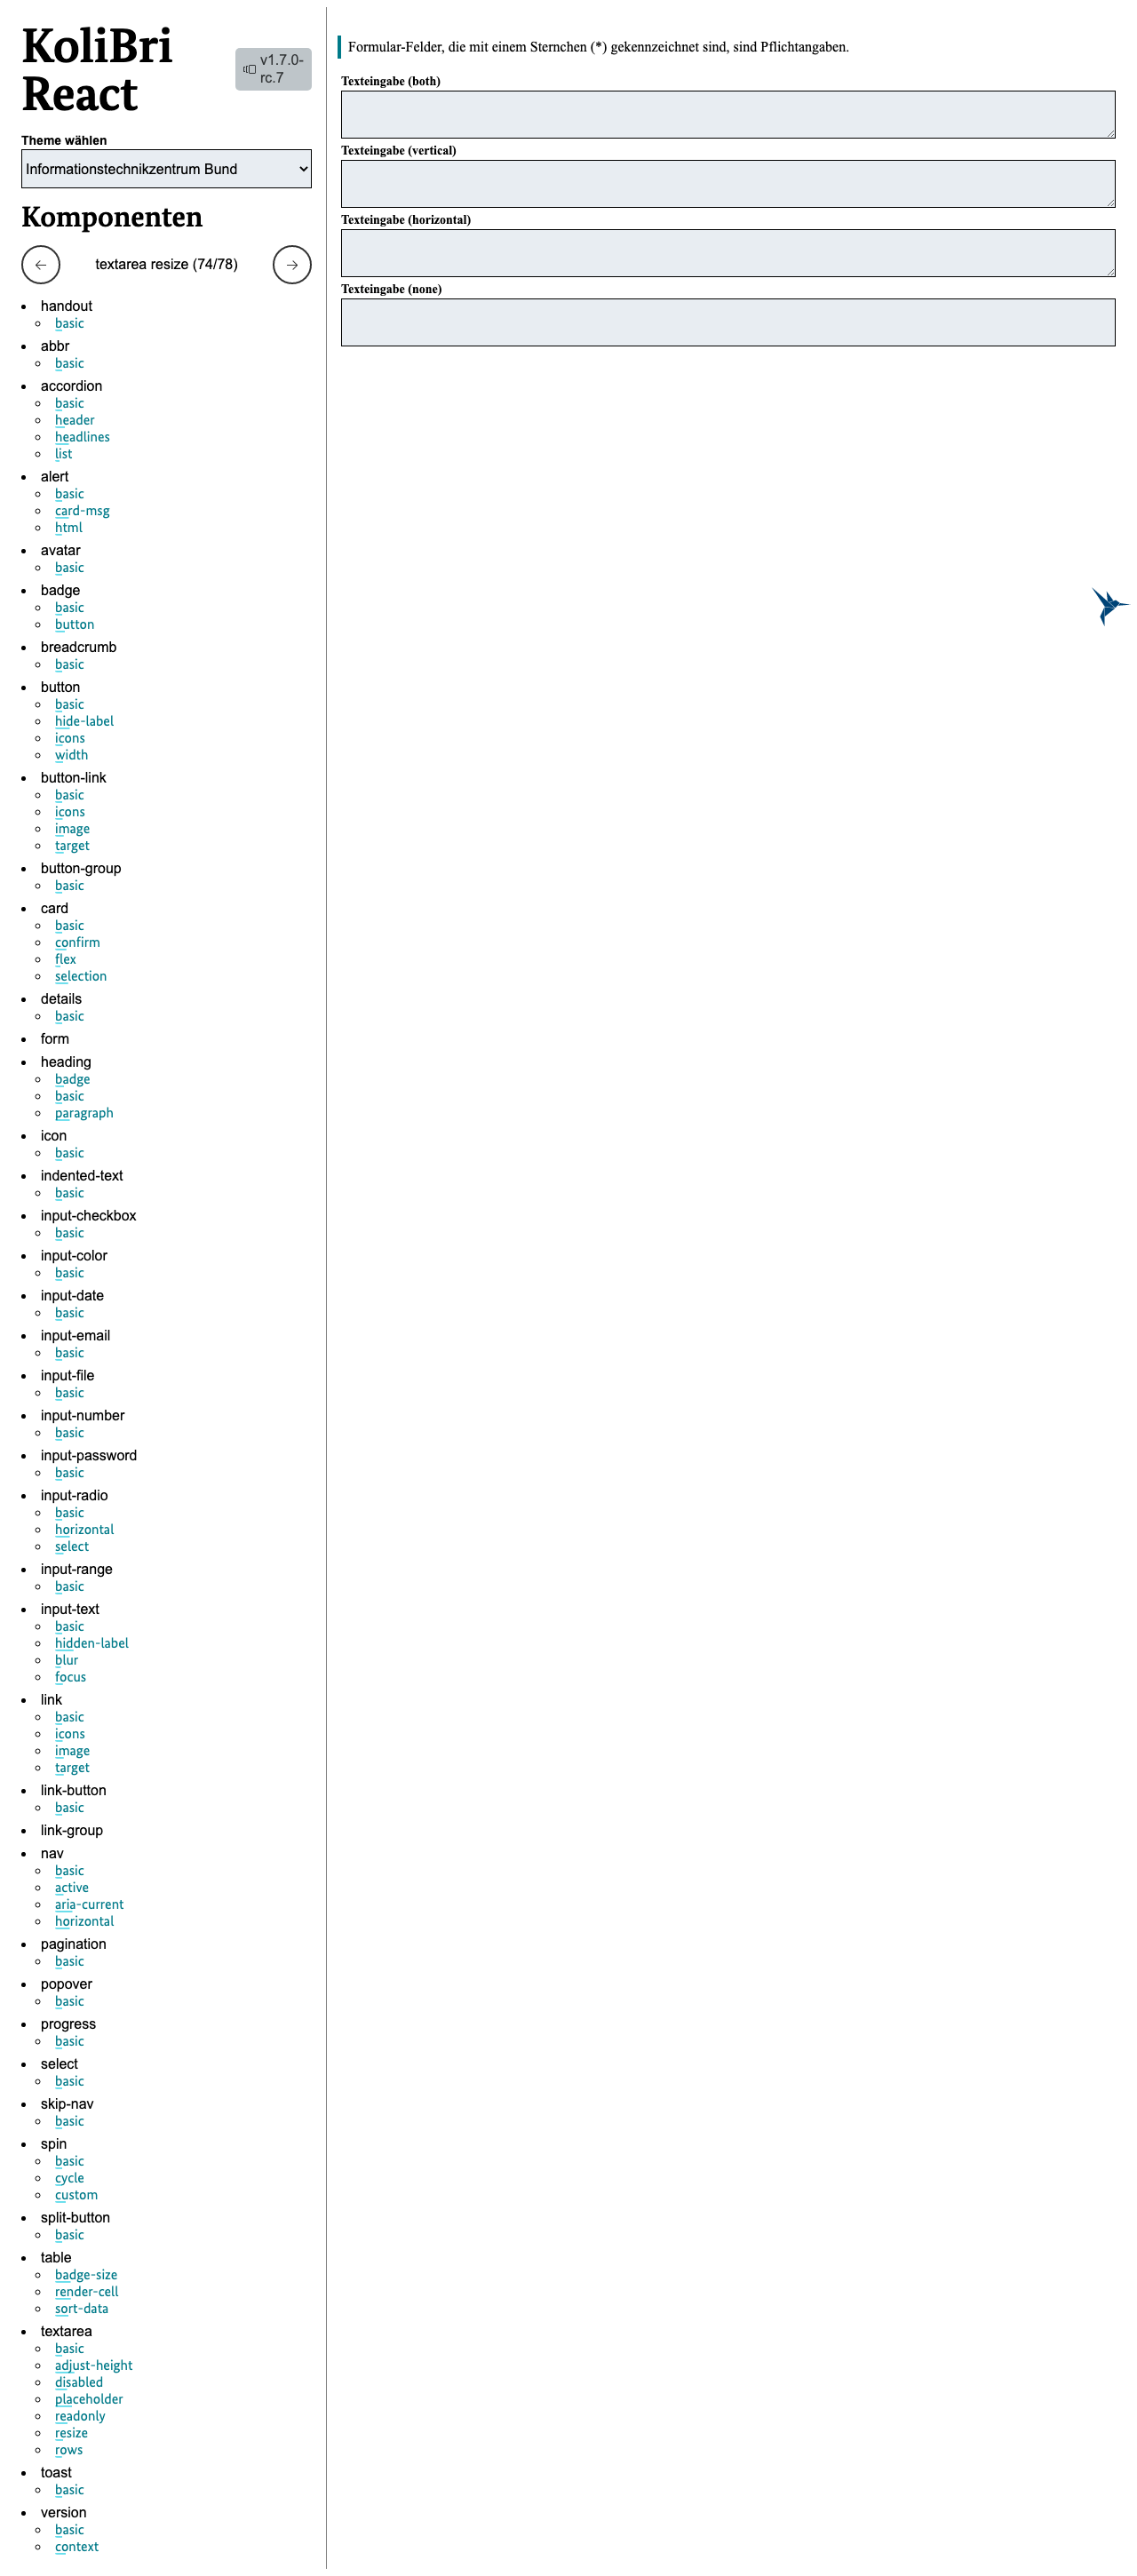 KoliBri
React
v1.7.0-
rc.7
Theme wählen
Informationstechnikzentrum Bund
Komponenten
textarea resize (74/78)
handout
basic
abbr
basic
accordion
basic
header
headlines
list
alert
basic
card-msg
html
avatar
basic
badge
basic
button
breadcrumb
basic
button
basic
hide-label
icons
width
button-link
basic
icons
image
target
button-group
basic
card
basic
confirm
flex
selection
details
basic
form
heading
badge
basic
paragraph
icon
basic
indented-text
basic
input-checkbox
basic
input-color
basic
input-date
basic
input-email
basic
input-file
basic
input-number
basic
input-password
basic
input-radio
basic
horizontal
select
input-range
basic
input-text
basic
hidden-label
blur
focus
link
basic
icons
image
target
link-button
basic
link-group
nav
basic
active
aria-current
horizontal
pagination
basic
popover
basic
progress
basic
select
basic
skip-nav
basic
spin
basic
cycle
custom
split-button
basic
table
badge-size
render-cell
sort-data
textarea
basic
adjust-height
disabled
placeholder
readonly
resize
rows
toast
basic
version
basic
context
Formular-Felder, die mit einem Sternchen (*) gekennzeichnet sind, sind Pflichtangaben.
Texteingabe (both)
Texteingabe (vertical)
Texteingabe (horizontal)
Texteingabe (none)